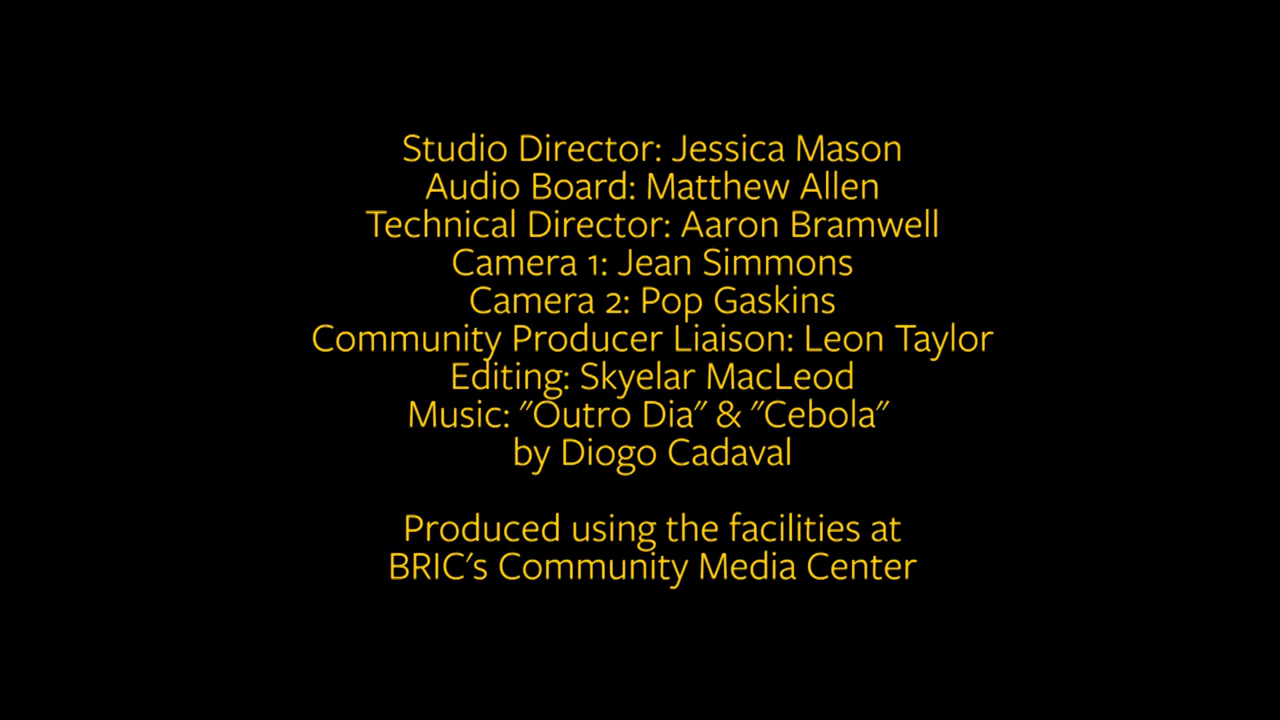 Studio Director: Jessica Mason
Audio Board: Matthew Allen
Technical Director: Aaron Bramwell
Camera 1: Jean Simmons
Camera 2: Pop Gaskins
Community Producer Liaison: Leon Taylor
Editing: Skyelar MacLeod
Music: "Outro Dia" & "Cebola"
by Diogo Cadaval
Produced using the facilities at
BRIC's Community Media Center